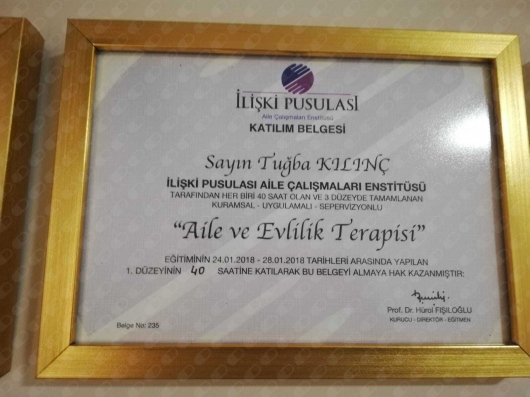 İLİŞKİ PUSULASI
Aile Çalışmaları Enstitüsü
KATILIM BELGESİ
Sayın Tuğba KILINÇ
İLİŞKİ PUSULASI AİLE ÇALIŞMALARI ENSTİTÜSÜ
TARAFINDAN HER BİRİ 40 SAAT OLAN VE 3 DÜZEYDE TAMAMLANAN
KURAMSAL - UYGULAMALI - SEPERVİZYONLU
"Aile ve Evlilik Terapisi"
EĞİTİMİNİN 24.01.2018 - 28.01.2018 TARİHLERİ ARASINDA YAPILAN
1. DÜZEYİNİN 40 SAATİNE KATILARAK BU BELGEYİ ALMAYA HAK KAZANMIŞTIR.
Prof. Dr. Hürol FIŞILOĞLU
KURUCU - DİREKTÖR - EĞİTMEN
Belge No: 235